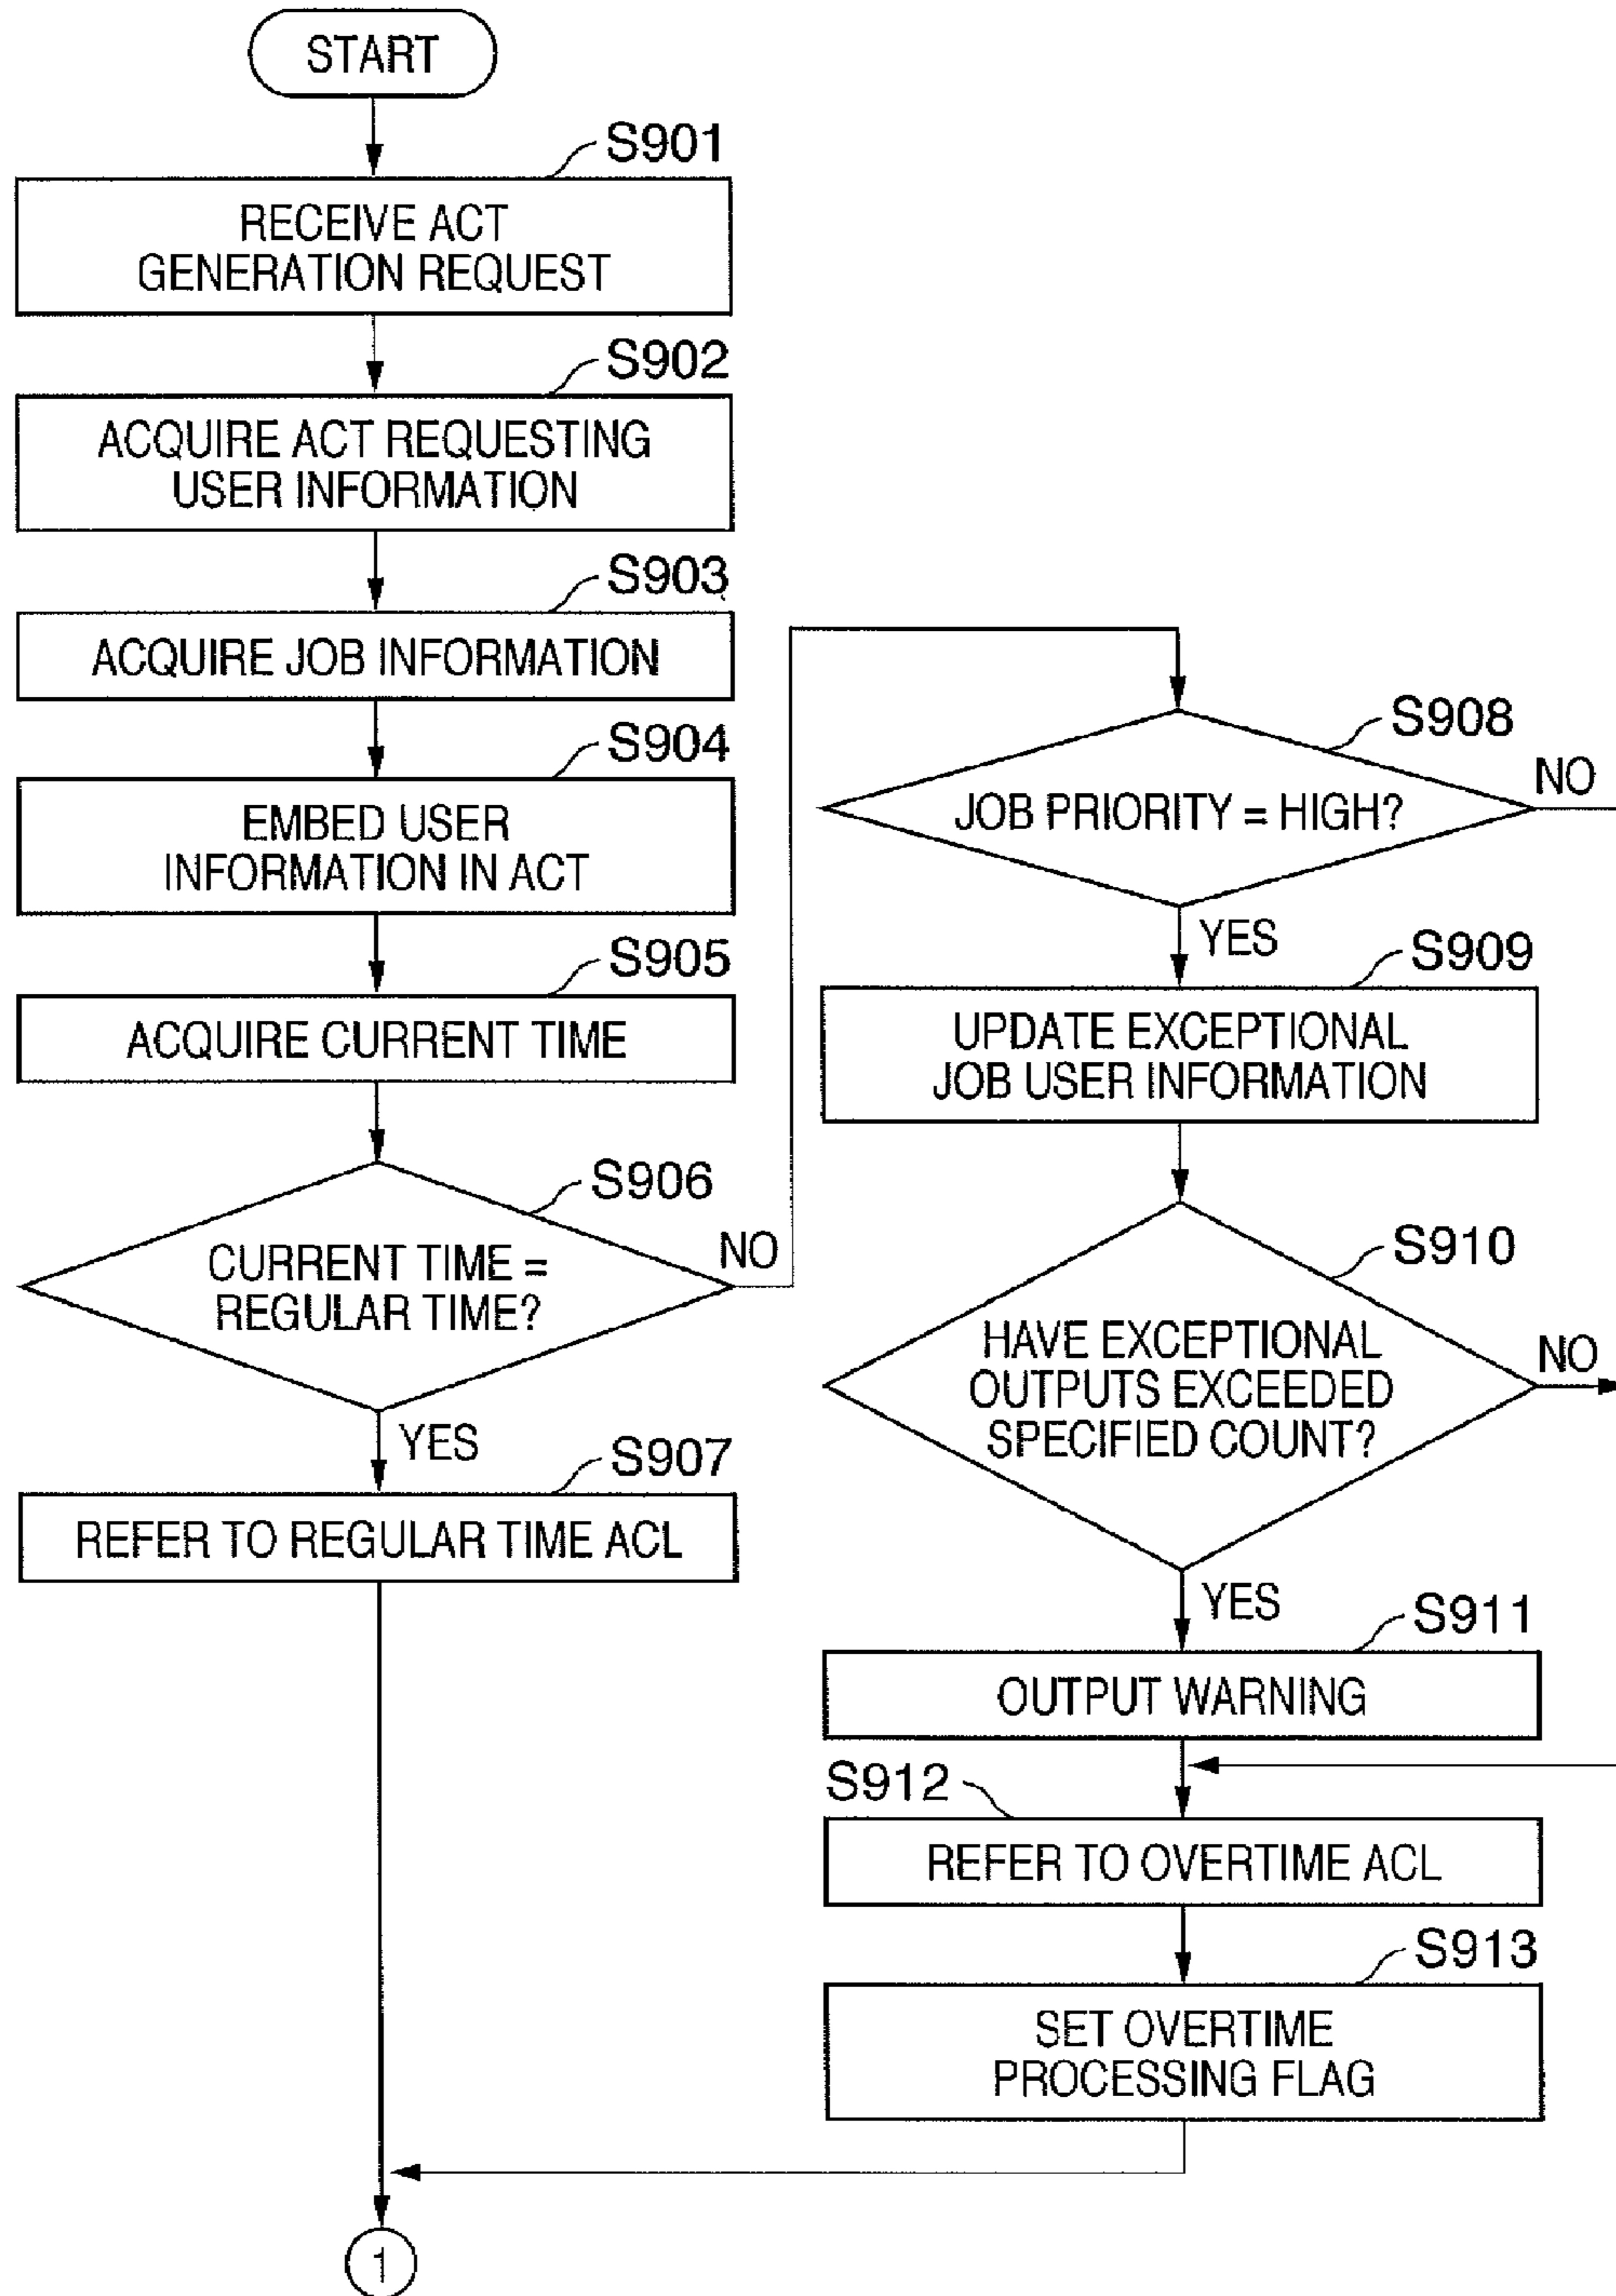 START
S901
RECEIVE ACT
GENERATION REQUEST
S902
ACQUIRE ACT REQUESTING
USER INFORMATION
S903
ACQUIRE JOB INFORMATION
S904
EMBED USER
INFORMATION IN ACT
S905
ACQUIRE CURRENT TIME
S906
CURRENT TIME =
REGULAR TIME?
NO
YES
S907
REFER TO REGULAR TIME ACL
S908
JOB PRIORITY = HIGH?
NO
YES
S909
UPDATE EXCEPTIONAL
JOB USER INFORMATION
S910
HAVE EXCEPTIONAL
OUTPUTS EXCEEDED
SPECIFIED COUNT?
NO
YES
S911
OUTPUT WARNING
S912
REFER TO OVERTIME ACL
S913
SET OVERTIME
PROCESSING FLAG
1